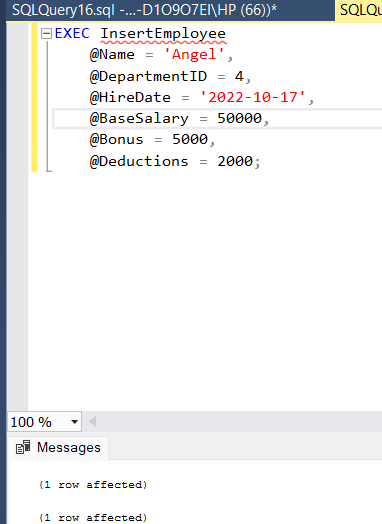 SQLQuery16.sql -...-D1O9O7EI\HP (66))*
SQLQu
EXEC InsertEmployee
@Name = 'Angel',
@DepartmentID = 4,
@HireDate = '2022-10-17',
@BaseSalary = 50000,
@Bonus = 5000,
@Deductions = 2000;
100 %
Messages
(1 row affected)
(1 row affected)